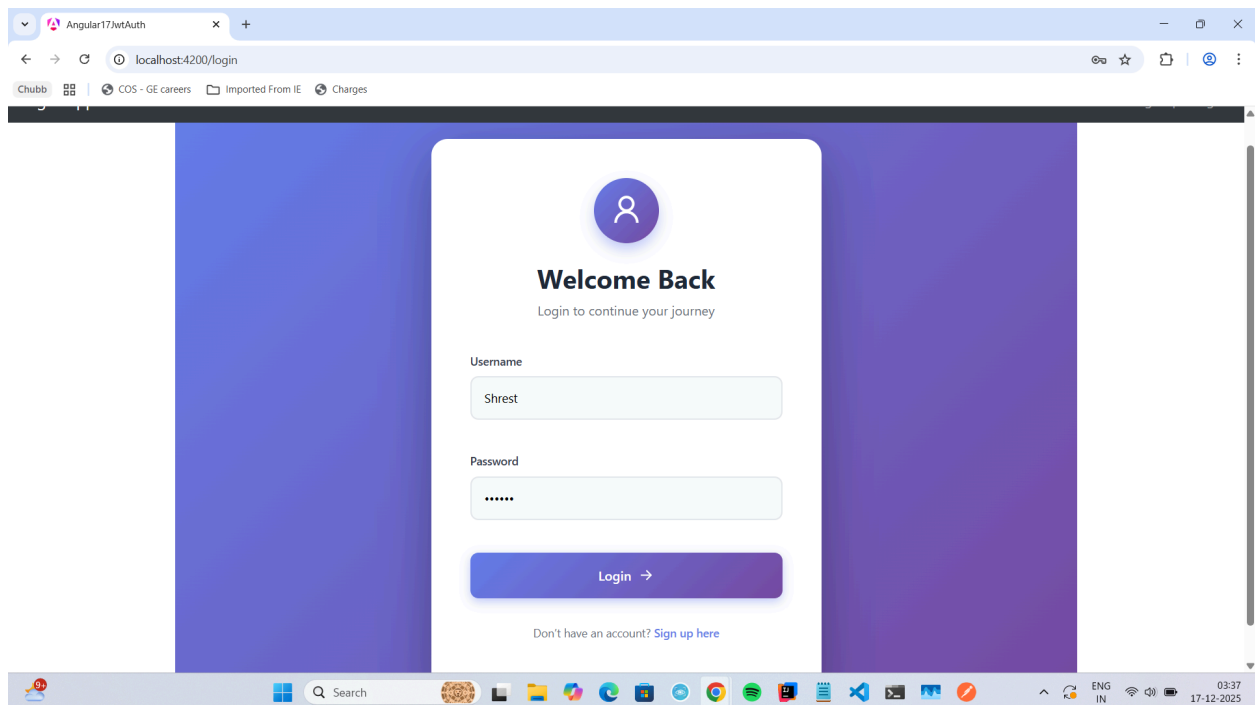 Angular17JwtAuth
localhost:4200/login
Chubb
COS - GE careers
Imported From IE
Charges
Welcome Back
Login to continue your journey
Username
Shrest
Password
••••••
Login →
Don't have an account? Sign up here
9+
Search
ENG
IN
03:37
17-12-2025